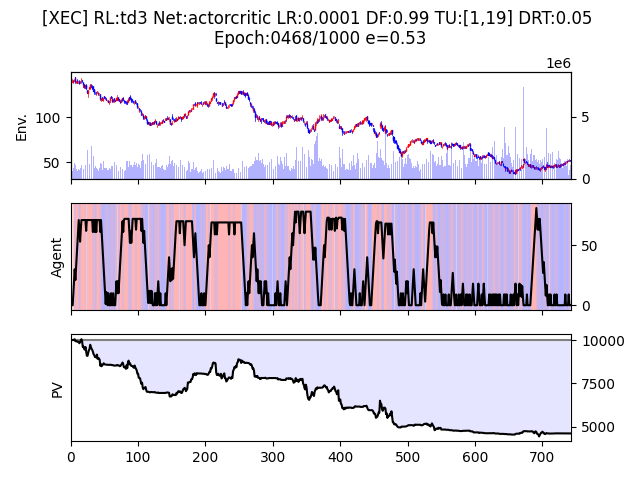 [XEC] RL:td3 Net:actorcritic LR:0.0001 DF:0.99 TU:[1,19] DRT:0.05
Epoch:0468/1000 e=0.53
1e6
Env.
100
50
5
0
Agent
50
0
PV
10000
7500
5000
0
100
200
300
400
500
600
700